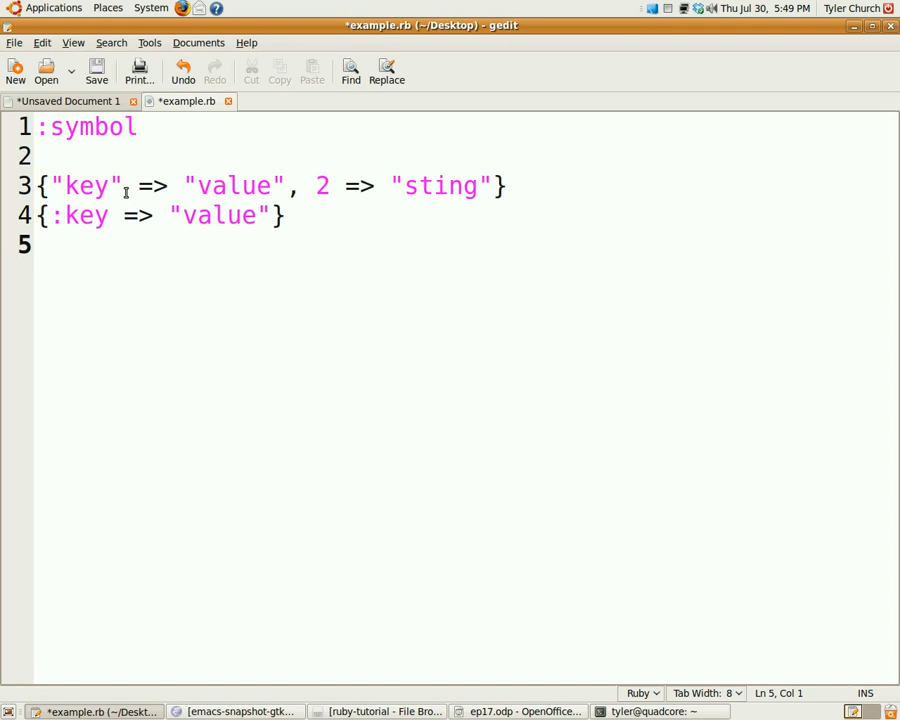 Applications Places System Thu Jul 30, 5:49 PM Tyler Church
*example.rb (~/Desktop) - gedit
File Edit View Search Tools Documents Help
New Open Save Print... Undo Redo Cut Copy Paste Find Replace
*Unsaved Document 1 *example.rb
1 :symbol
2
3 {"key" => "value", 2 => "sting"}
4 {:key => "value"}
5
Ruby Tab Width: 8 Ln 5, Col 1 INS
*example.rb (~/Deskt... [emacs-snapshot-gtk... [ruby-tutorial - File Bro... ep17.odp - OpenOffice... tyler@quadcore: ~